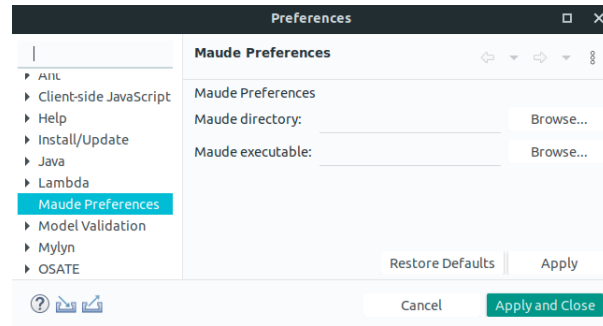 Preferences
Maude Preferences
Ant
Client-side JavaScript
Help
Install/Update
Java
Lambda
Maude Preferences
Model Validation
Mylyn
OSATE
Maude Preferences
Maude directory: Browse...
Maude executable: Browse...
Restore Defaults Apply
Cancel Apply and Close